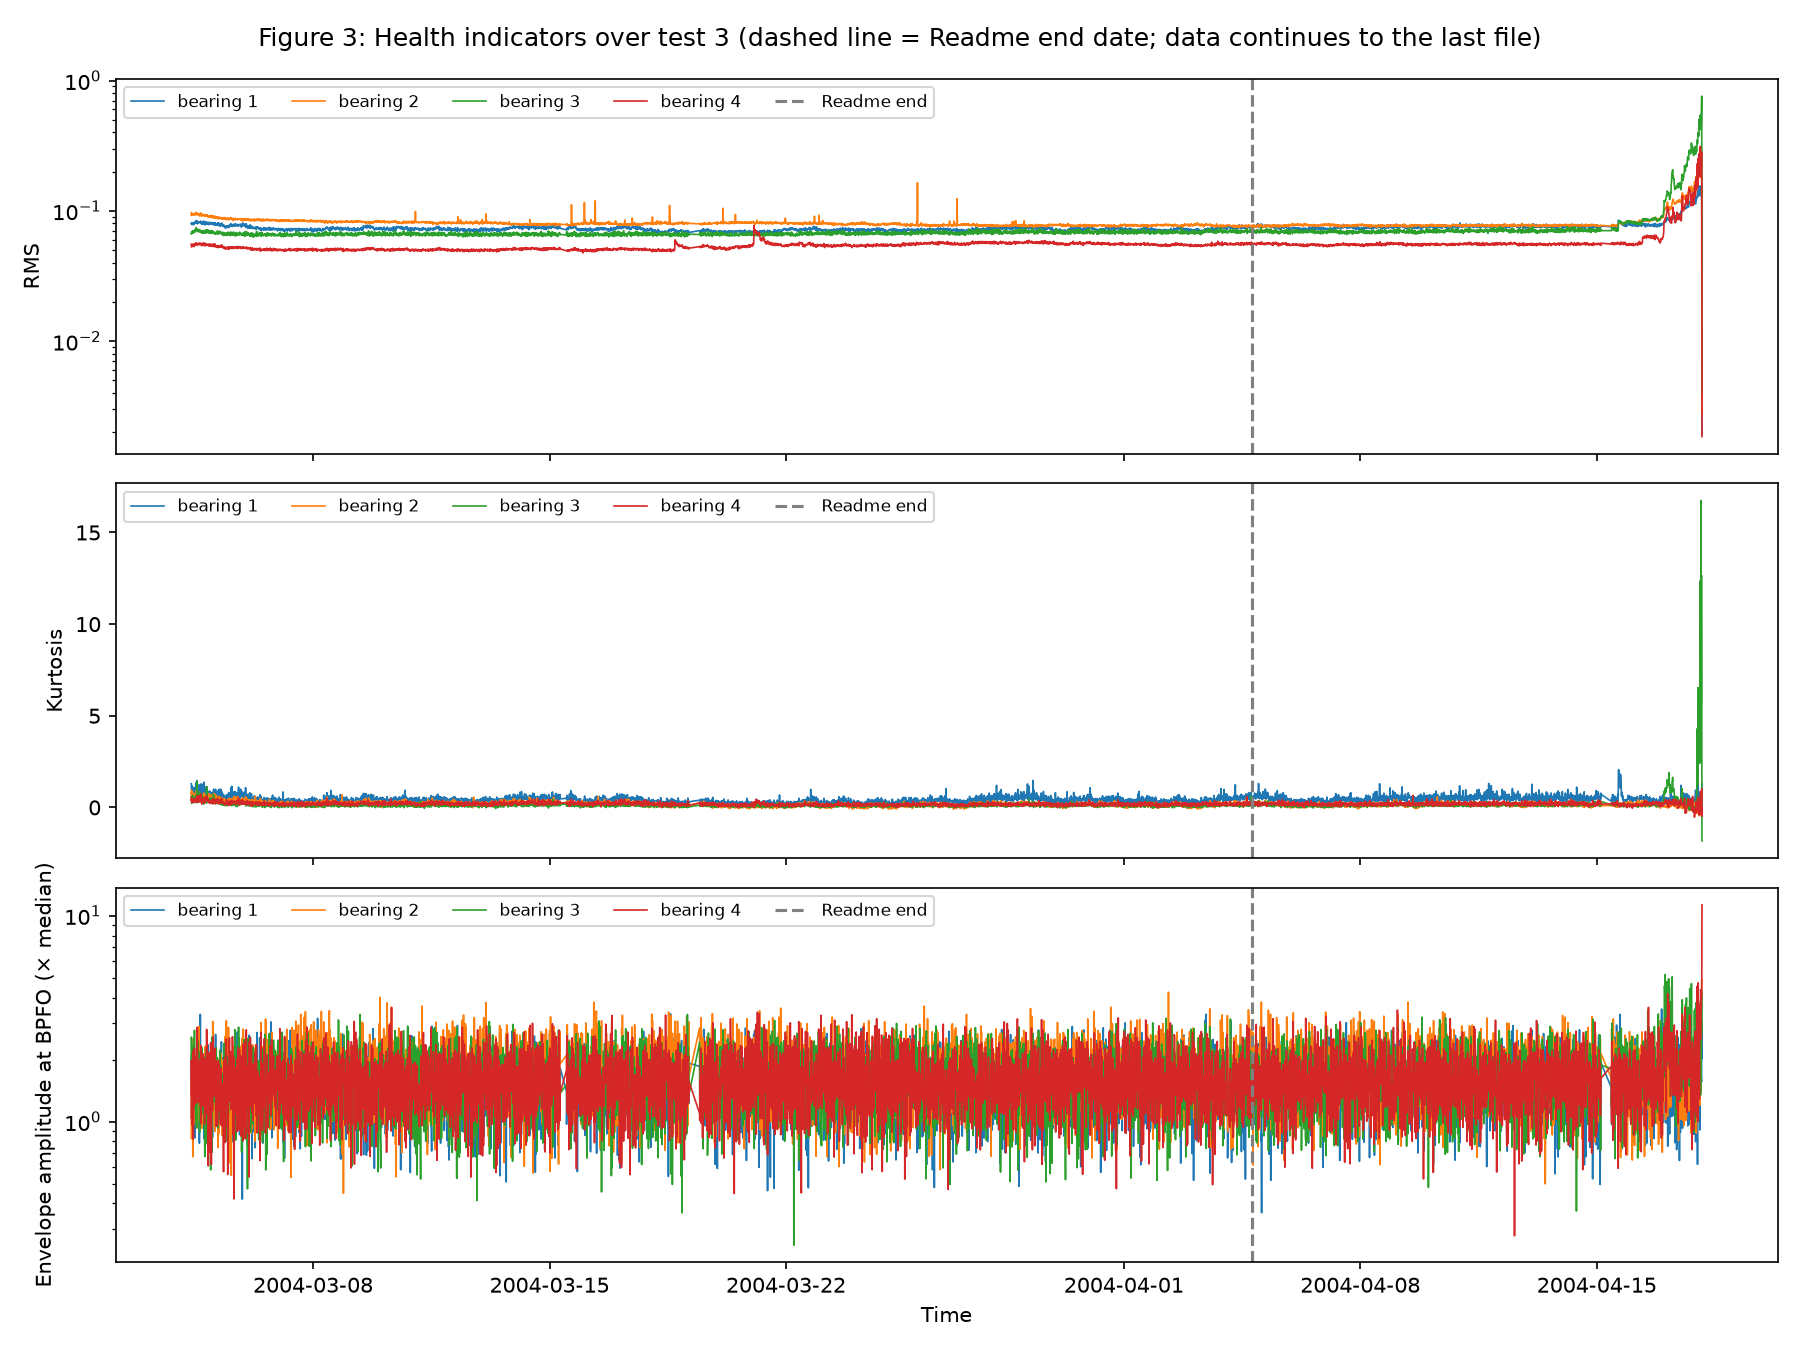 Figure 3: Health indicators over test 3 (dashed line = Readme end date; data continues to the last file)
10⁰
10⁻¹
10⁻²
RMS
bearing 1 bearing 2 bearing 3 bearing 4 Readme end
15
10
5
0
Kurtosis
bearing 1 bearing 2 bearing 3 bearing 4 Readme end
10¹
10⁰
Envelope amplitude at BPFO (× median)
bearing 1 bearing 2 bearing 3 bearing 4 Readme end
2004-03-08 2004-03-15 2004-03-22 2004-04-01 2004-04-08 2004-04-15
Time